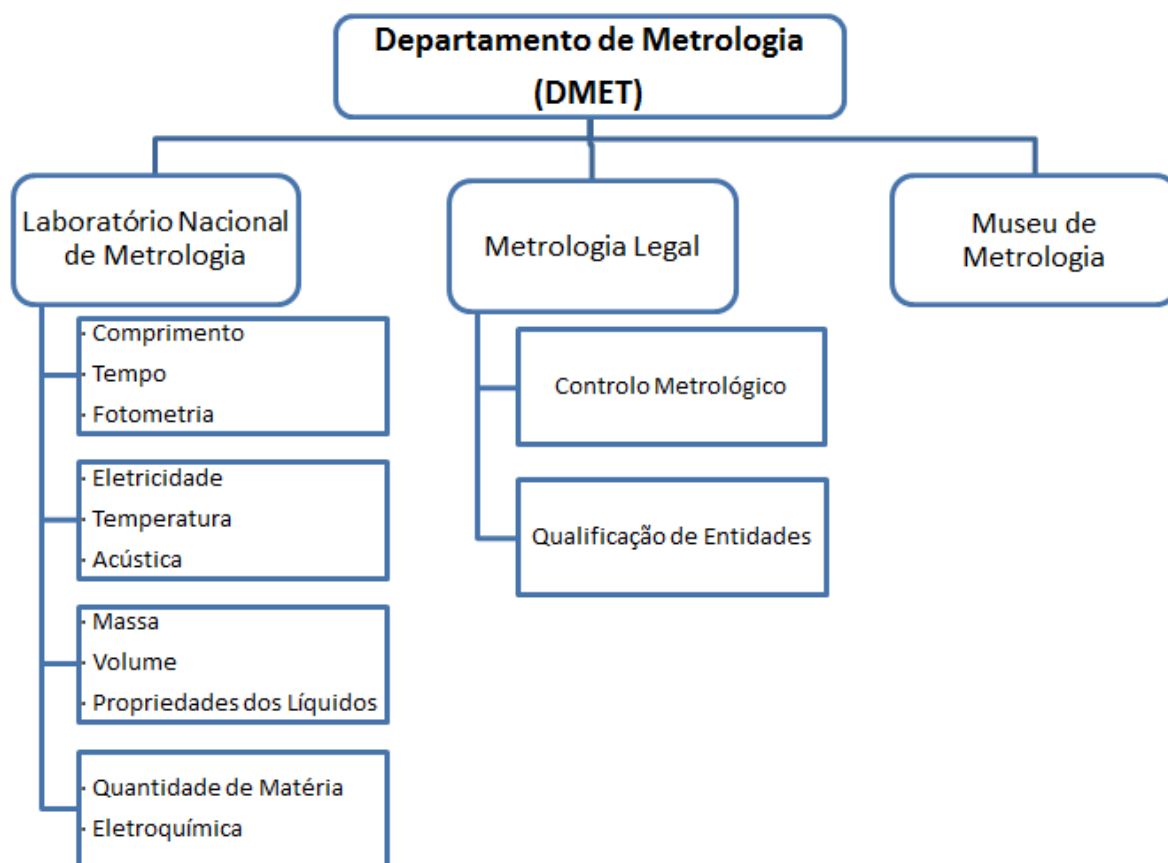 Departamento de Metrologia
(DMET)
Laboratório Nacional
de Metrologia
· Comprimento
· Tempo
· Fotometria
· Eletricidade
· Temperatura
· Acústica
· Massa
· Volume
· Propriedades dos Líquidos
· Quantidade de Matéria
· Eletroquímica
Metrologia Legal
Controlo Metrológico
Qualificação de Entidades
Museu de
Metrologia